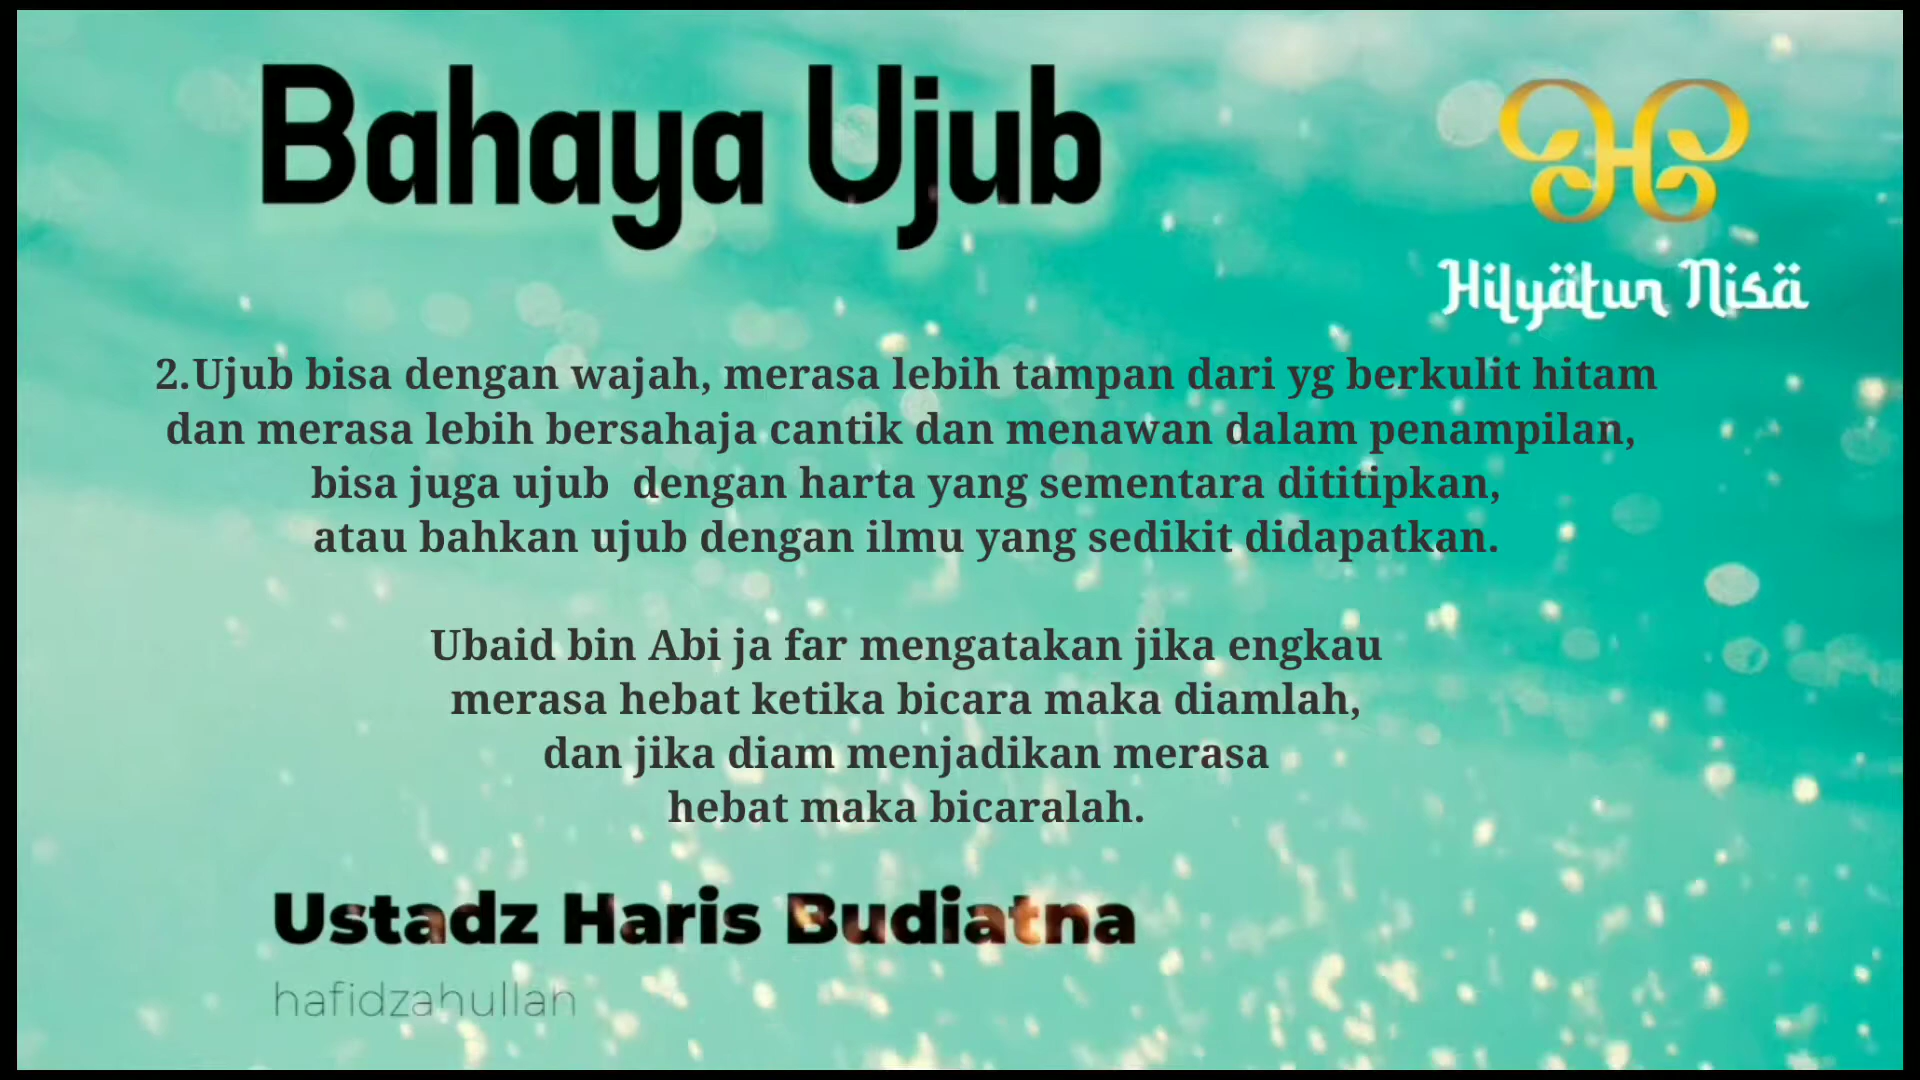 Bahaya Ujub
Hilyätun Nisä
2.Ujub bisa dengan wajah, merasa lebih tampan dari yg berkulit hitam
dan merasa lebih bersahaja cantik dan menawan dalam penampilan,
bisa juga ujub  dengan harta yang sementara dititipkan,
atau bahkan ujub dengan ilmu yang sedikit didapatkan.
Ubaid bin Abi ja far mengatakan jika engkau
merasa hebat ketika bicara maka diamlah,
dan jika diam menjadikan merasa
hebat maka bicaralah.
Ustadz Haris Budiatna
hafidzahullah